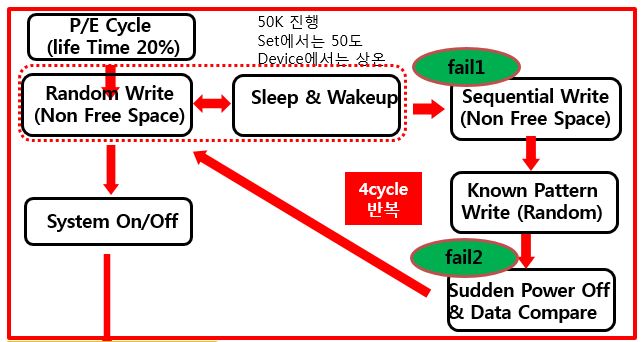 P/E Cycle
(life Time 20%)
50K 진행
Set에서는 50도
Device에서는 상온
fail1
Random Write
(Non Free Space)
Sleep & Wakeup
Sequential Write
(Non Free Space)
4cycle
반복
Known Pattern
Write (Random)
System On/Off
fail2
Sudden Power Off
& Data Compare